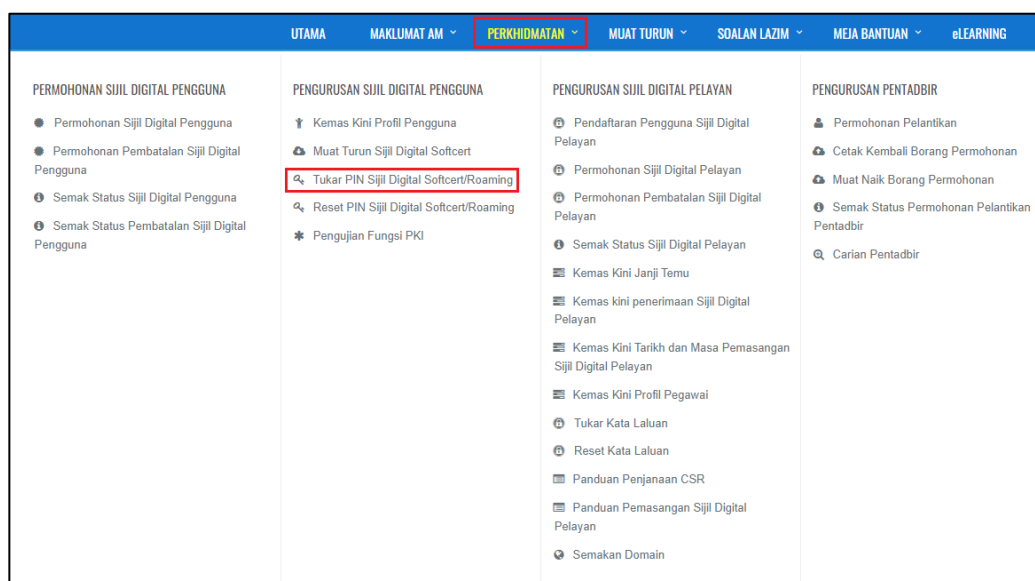 UTAMA MAKLUMAT AM PERKHIDMATAN MUAT TURUN SOALAN LAZIM MEJA BANTUAN eLEARNING
PERMOHONAN SIJIL DIGITAL PENGGUNA
Permohonan Sijil Digital Pengguna
Permohonan Pembatalan Sijil Digital
Pengguna
Semak Status Sijil Digital Pengguna
Semak Status Pembatalan Sijil Digital
Pengguna
PENGURUSAN SIJIL DIGITAL PENGGUNA
Kemas Kini Profil Pengguna
Muat Turun Sijil Digital Softcert
Tukar PIN Sijil Digital Softcert/Roaming
Reset PIN Sijil Digital Softcert/Roaming
Pengujian Fungsi PKI
PENGURUSAN SIJIL DIGITAL PELAYAN
Pendaftaran Pengguna Sijil Digital
Pelayan
Permohonan Sijil Digital Pelayan
Permohonan Pembatalan Sijil Digital
Pelayan
Semak Status Sijil Digital Pelayan
Kemas Kini Janji Temu
Kemas kini penerimaan Sijil Digital
Pelayan
Kemas Kini Tarikh dan Masa Pemasangan
Sijil Digital Pelayan
Kemas Kini Profil Pegawai
Tukar Kata Laluan
Reset Kata Laluan
Panduan Penjanaan CSR
Panduan Pemasangan Sijil Digital
Pelayan
Semakan Domain
PENGURUSAN PENTADBIR
Permohonan Pelantikan
Cetak Kembali Borang Permohonan
Muat Naik Borang Permohonan
Semak Status Permohonan Pelantikan
Pentadbir
Carian Pentadbir